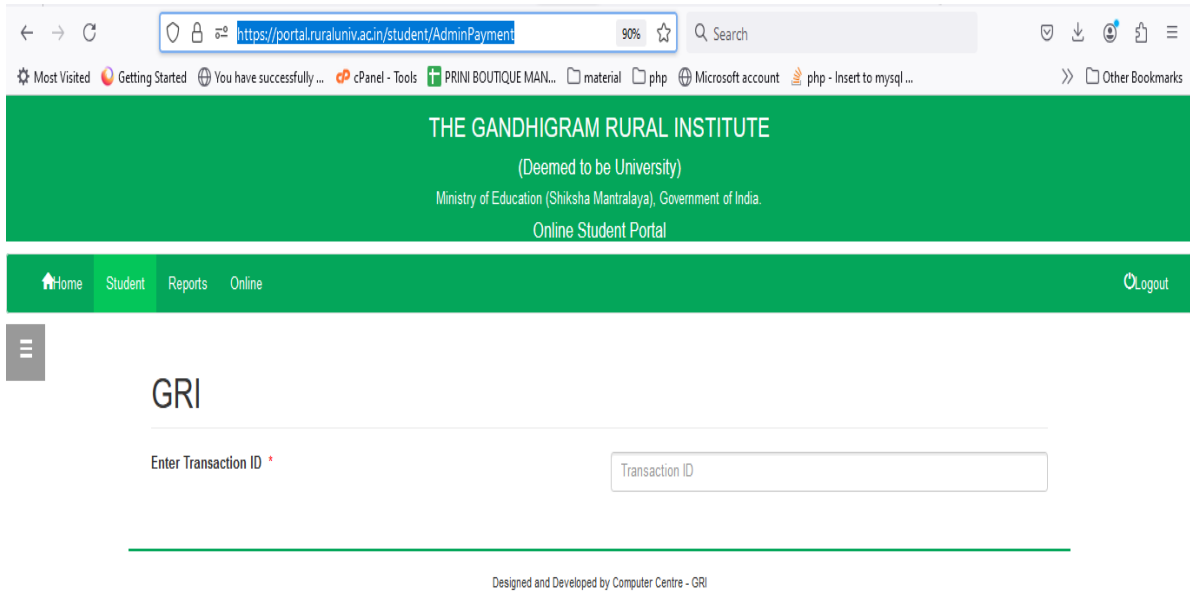 https://portal.ruraluniv.ac.in/student/AdminPayment 90% Search
Most Visited Getting Started You have successfully ... cPanel - Tools PRINI BOUTIQUE MAN... material php Microsoft account php - Insert to mysql ... Other Bookmarks
THE GANDHIGRAM RURAL INSTITUTE
(Deemed to be University)
Ministry of Education (Shiksha Mantralaya), Government of India.
Online Student Portal
Home Student Reports Online Logout
GRI
Enter Transaction ID * Transaction ID
Designed and Developed by Computer Centre - GRI